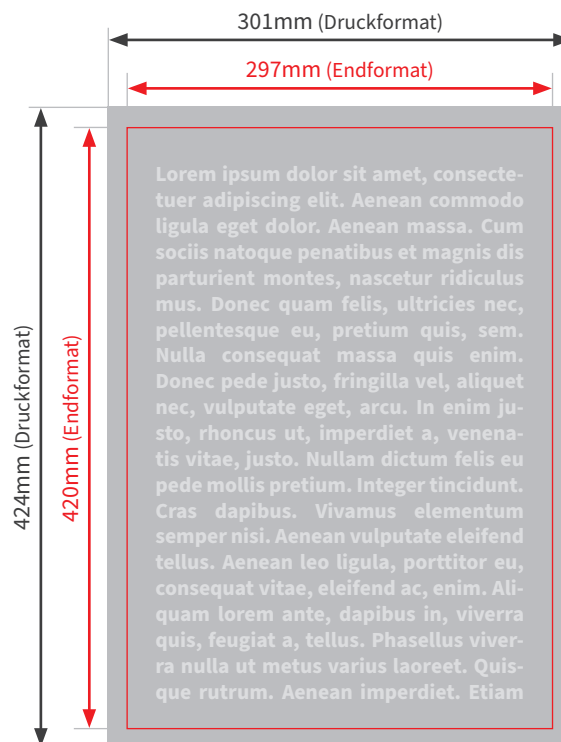 301mm (Druckformat)
297mm (Endformat)
424mm (Druckformat)
420mm (Endformat)
Lorem ipsum dolor sit amet, consecte-
tuer adipiscing elit. Aenean commodo
ligula eget dolor. Aenean massa. Cum
sociis natoque penatibus et magnis dis
parturient montes, nascetur ridiculus
mus. Donec quam felis, ultricies nec,
pellentesque eu, pretium quis, sem.
Nulla consequat massa quis enim.
Donec pede justo, fringilla vel, aliquet
nec, vulputate eget, arcu. In enim ju-
sto, rhoncus ut, imperdiet a, venena-
tis vitae, justo. Nullam dictum felis eu
pede mollis pretium. Integer tincidunt.
Cras dapibus. Vivamus elementum
semper nisi. Aenean vulputate eleifend
tellus. Aenean leo ligula, porttitor eu,
consequat vitae, eleifend ac, enim. Ali-
quam lorem ante, dapibus in, viverra
quis, feugiat a, tellus. Phasellus viver-
ra nulla ut metus varius laoreet. Quis-
que rutrum. Aenean imperdiet. Etiam